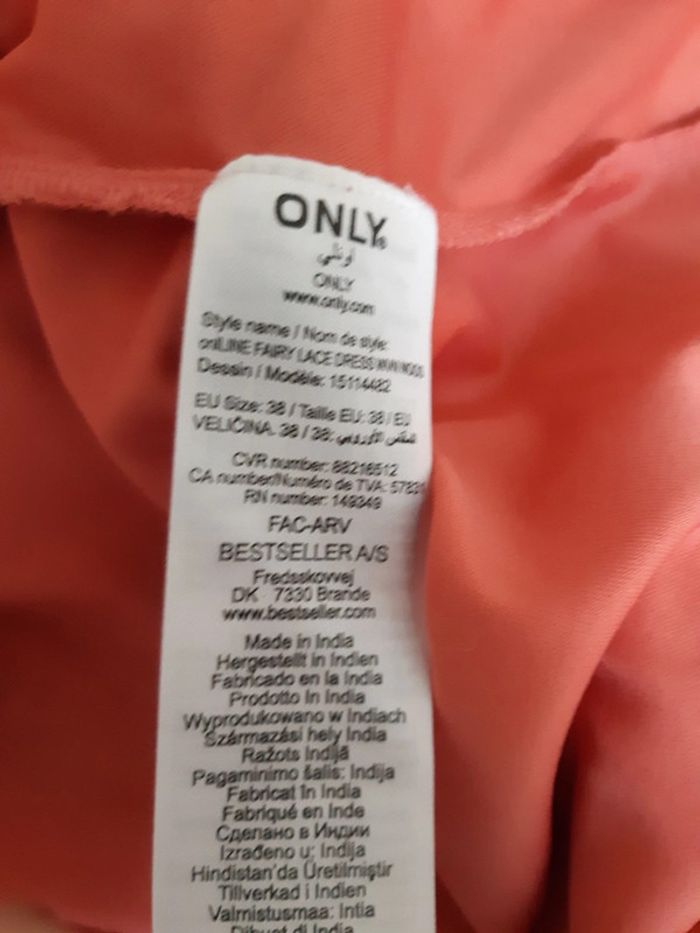 ONLY
أونلي
ONLY
www.only.com
Style name / Nom de style:
onlLINE FAIRY LACE DRESS WVN
Dessin / Modèle: 15114482
EU Size: 38 / Taille EU: 38 / EU
VELIČINA. 38 / 38:
CVR number: 88216512
CA number/Numéro de TVA: 5783
RN number: 149349
FAC-ARV
BESTSELLER A/S
Fredsskovvej
DK 7330 Brande
www.bestseller.com
Made in India
Hergestellt in Indien
Fabricado en la India
Prodotto In India
Wyprodukowano w Indiach
Származási hely India
Ražots Indijā
Pagaminimo šalis: Indija
Fabricat în India
Fabriqué en Inde
Сделано в Индии
Izrađeno u: Indija
Hindistan'da Üretilmiştir
Tillverkad i Indien
Valmistusmaa: Intia